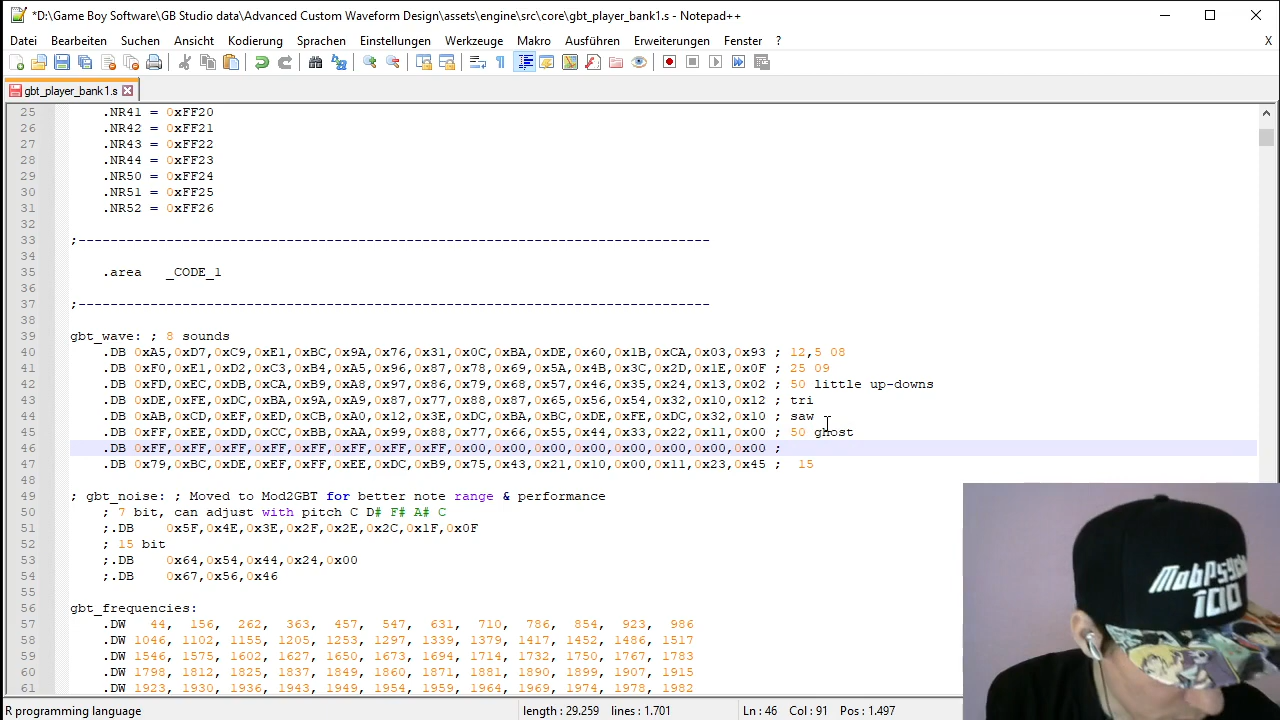 *D:\Game Boy Software\GB Studio data\Advanced Custom Waveform Design\assets\engine\src\core\gbt_player_bank1.s - Notepad++
Datei Bearbeiten Suchen Ansicht Kodierung Sprachen Einstellungen Werkzeuge Makro Ausführen Erweiterungen Fenster ? X
gbt_player_bank1.s
25 .NR41 = 0xFF20
26 .NR42 = 0xFF21
27 .NR43 = 0xFF22
28 .NR44 = 0xFF23
29 .NR50 = 0xFF24
30 .NR51 = 0xFF25
31 .NR52 = 0xFF26
32
33 ;-------------------------------------------------------------------------------
34
35 .area _CODE_1
36
37 ;-------------------------------------------------------------------------------
38
39 gbt_wave: ; 8 sounds
40 .DB 0xA5,0xD7,0xC9,0xE1,0xBC,0x9A,0x76,0x31,0x0C,0xBA,0xDE,0x60,0x1B,0xCA,0x03,0x93 ; 12,5 08
41 .DB 0xF0,0xE1,0xD2,0xC3,0xB4,0xA5,0x96,0x87,0x78,0x69,0x5A,0x4B,0x3C,0x2D,0x1E,0x0F ; 25 09
42 .DB 0xFD,0xEC,0xDB,0xCA,0xB9,0xA8,0x97,0x86,0x79,0x68,0x57,0x46,0x35,0x24,0x13,0x02 ; 50 little up-downs
43 .DB 0xDE,0xFE,0xDC,0xBA,0x9A,0xA9,0x87,0x77,0x88,0x87,0x65,0x56,0x54,0x32,0x10,0x12 ; tri
44 .DB 0xAB,0xCD,0xEF,0xED,0xCB,0xA0,0x12,0x3E,0xDC,0xBA,0xBC,0xDE,0xFE,0xDC,0x32,0x10 ; saw
45 .DB 0xFF,0xEE,0xDD,0xCC,0xBB,0xAA,0x99,0x88,0x77,0x66,0x55,0x44,0x33,0x22,0x11,0x00 ; 50 ghost
46 .DB 0xFF,0xFF,0xFF,0xFF,0xFF,0xFF,0xFF,0xFF,0x00,0x00,0x00,0x00,0x00,0x00,0x00,0x00 ;
47 .DB 0x79,0xBC,0xDE,0xEF,0xFF,0xEE,0xDC,0xB9,0x75,0x43,0x21,0x10,0x00,0x11,0x23,0x45 ; 15
48
49 ; gbt_noise: ; Moved to Mod2GBT for better note range & performance
50 ; 7 bit, can adjust with pitch C D# F# A# C
51 ;.DB 0x5F,0x4E,0x3E,0x2F,0x2E,0x2C,0x1F,0x0F
52 ; 15 bit
53 ;.DB 0x64,0x54,0x44,0x24,0x00
54 ;.DB 0x67,0x56,0x46
55
56 gbt_frequencies:
57 .DW 44, 156, 262, 363, 457, 547, 631, 710, 786, 854, 923, 986
58 .DW 1046, 1102, 1155, 1205, 1253, 1297, 1339, 1379, 1417, 1452, 1486, 1517
59 .DW 1546, 1575, 1602, 1627, 1650, 1673, 1694, 1714, 1732, 1750, 1767, 1783
60 .DW 1798, 1812, 1825, 1837, 1849, 1860, 1871, 1881, 1890, 1899, 1907, 1915
61 .DW 1923, 1930, 1936, 1943, 1949, 1954, 1959, 1964, 1969, 1974, 1978, 1982
R programming language length : 29.259 lines : 1.701 Ln : 46 Col : 91 Pos : 1.497
MobPsycho
100